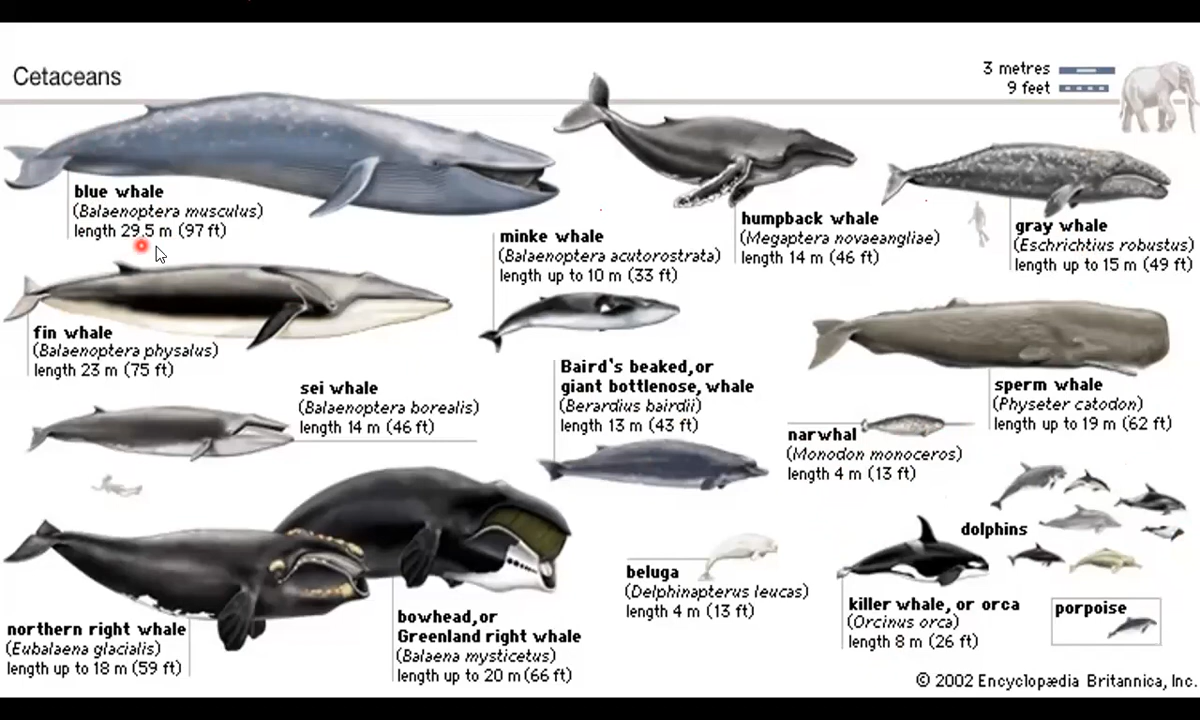 Cetaceans
3 metres
9 feet
blue whale
(Balaenoptera musculus)
length 29.5 m (97 ft)
humpback whale
(Megaptera novaeangliae)
length 14 m (46 ft)
gray whale
(Eschrichtius robustus)
length up to 15 m (49 ft)
minke whale
(Balaenoptera acutorostrata)
length up to 10 m (33 ft)
fin whale
(Balaenoptera physalus)
length 23 m (75 ft)
sei whale
(Balaenoptera borealis)
length 14 m (46 ft)
Baird's beaked, or
giant bottlenose, whale
(Berardius bairdii)
length 13 m (43 ft)
sperm whale
(Physeter catodon)
length up to 19 m (62 ft)
narwhal
(Monodon monoceros)
length 4 m (13 ft)
dolphins
beluga
(Delphinapterus leucas)
length 4 m (13 ft)
killer whale, or orca
(Orcinus orca)
length 8 m (26 ft)
porpoise
northern right whale
(Eubalaena glacialis)
length up to 18 m (59 ft)
bowhead, or
Greenland right whale
(Balaena mysticetus)
length up to 20 m (66 ft)
© 2002 Encyclopædia Britannica, Inc.